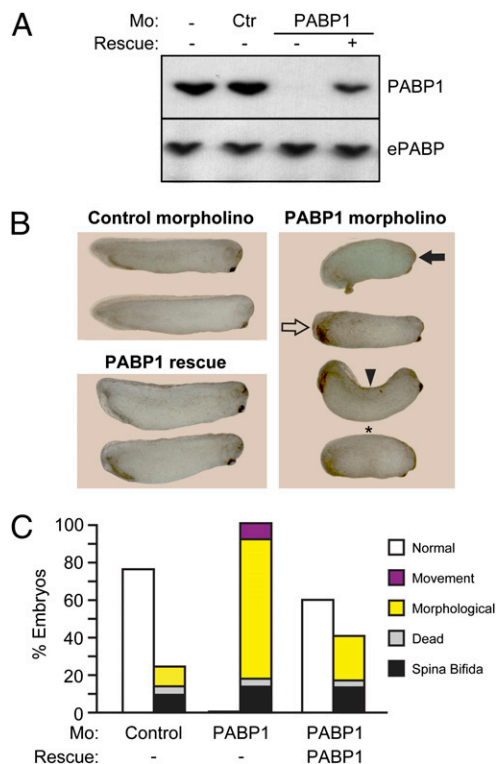 A
Mo: - Ctr PABP1
Rescue: - - - +
PABP1
ePABP
B
Control morpholino
PABP1 morpholino
PABP1 rescue
*
C
100
80
60
40
20
0
% Embryos
Normal
Movement
Morphological
Dead
Spina Bifida
Mo: Control PABP1 PABP1
Rescue: - - PABP1